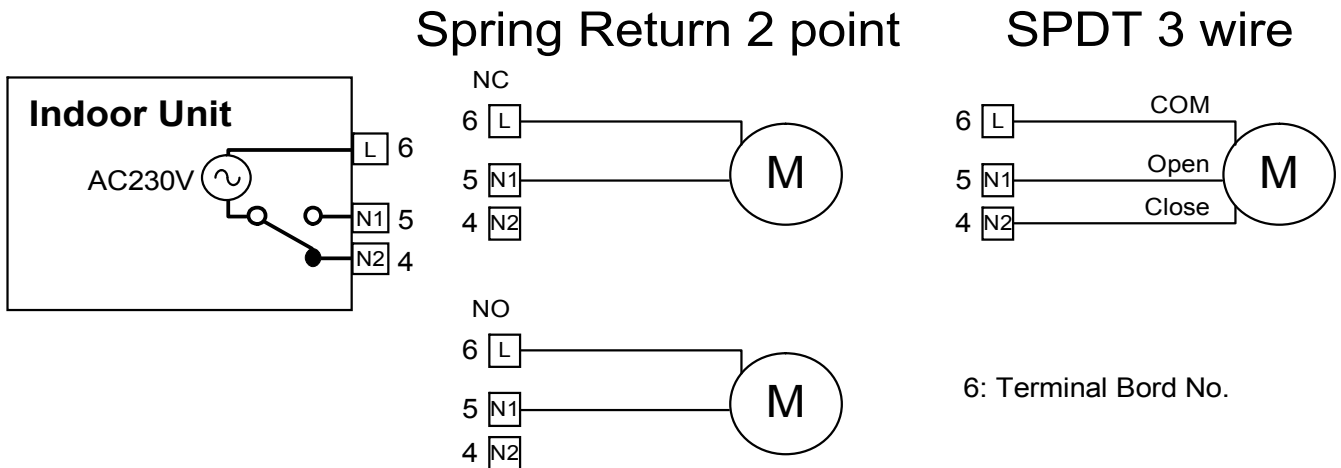 Spring Return 2 point
SPDT 3 wire
Indoor Unit
AC230V
L 6
N1 5
N2 4
NC
6 L
5 N1
4 N2
M
NO
6 L
5 N1
4 N2
M
6 L COM
5 N1 Open
4 N2 Close
M
6: Terminal Bord No.